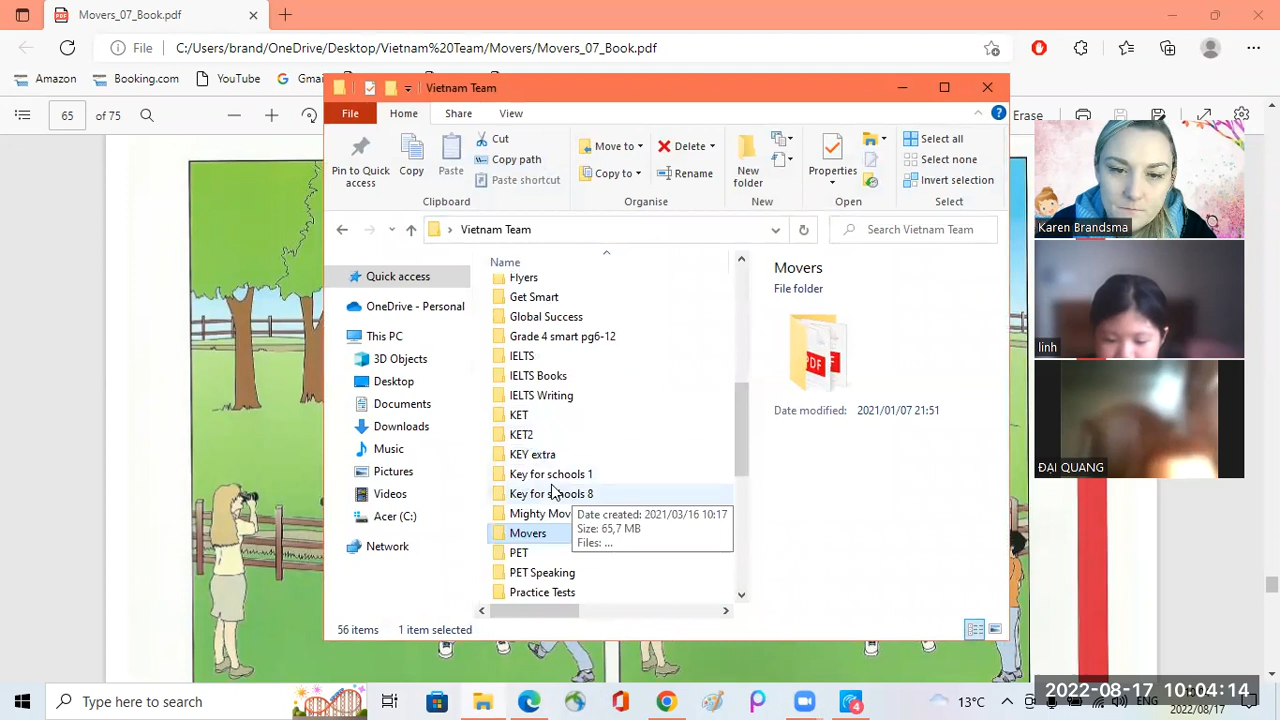 Movers_07_Book.pdf
File
C:/Users/brand/OneDrive/Desktop/Vietnam%20Team/Movers/Movers_07_Book.pdf
Amazon
Booking.com
YouTube
65
of 75
Erase
Vietnam Team
File
Home
Share
View
Pin to Quick
access
Copy
Paste
Cut
Copy path
Paste shortcut
Clipboard
Move to
Copy to
Delete
Rename
Organise
New
folder
New
Properties
Open
Select all
Select none
Invert selection
Select
Vietnam Team
Search Vietnam Team
Quick access
OneDrive - Personal
This PC
3D Objects
Desktop
Documents
Downloads
Music
Pictures
Videos
Acer (C:)
Network
Name
Flyers
Get Smart
Global Success
Grade 4 smart pg6-12
IELTS
IELTS Books
IELTS Writing
KET
KET2
KEY extra
Key for schools 1
Key for schools 8
Mighty Mov
Movers
PET
PET Speaking
Practice Tests
Date created: 2021/03/16 10:17
Size: 65,7 MB
Files: ...
Movers
File folder
PDF
Date modified: 2021/01/07 21:51
56 items
1 item selected
Karen Brandsma
linh
ĐAI QUANG
Type here to search
4
13°C
ENG
2022-08-17 10:04:14
2022/08/17